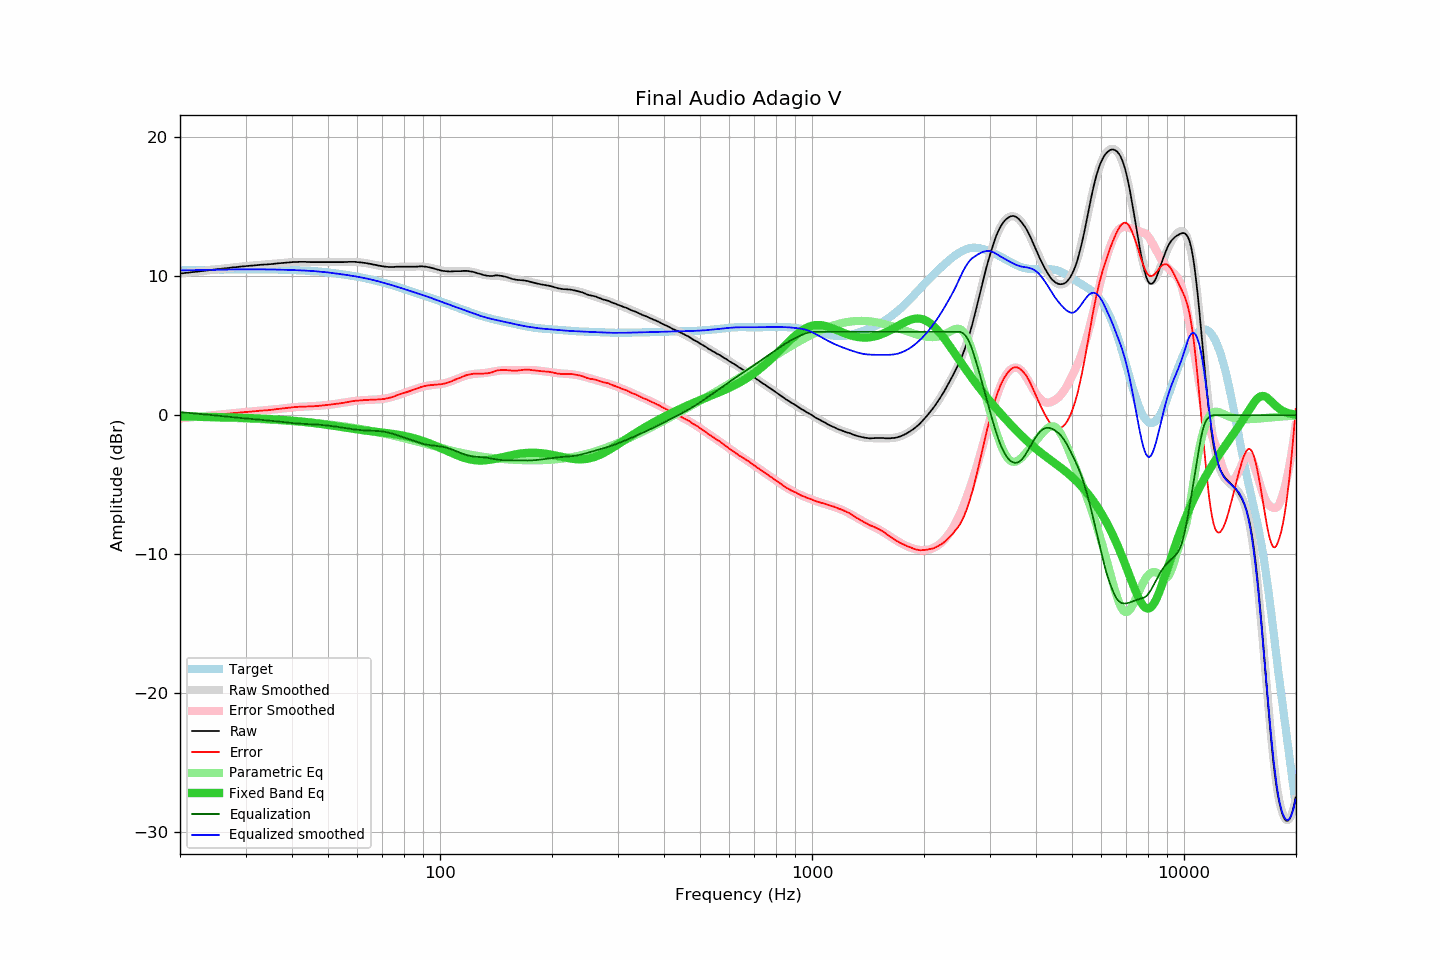 Final Audio Adagio V
20
10
0
−10
−20
−30
Amplitude (dBr)
Target
Raw Smoothed
Error Smoothed
Raw
Error
Parametric Eq
Fixed Band Eq
Equalization
Equalized smoothed
100
1000
10000
Frequency (Hz)